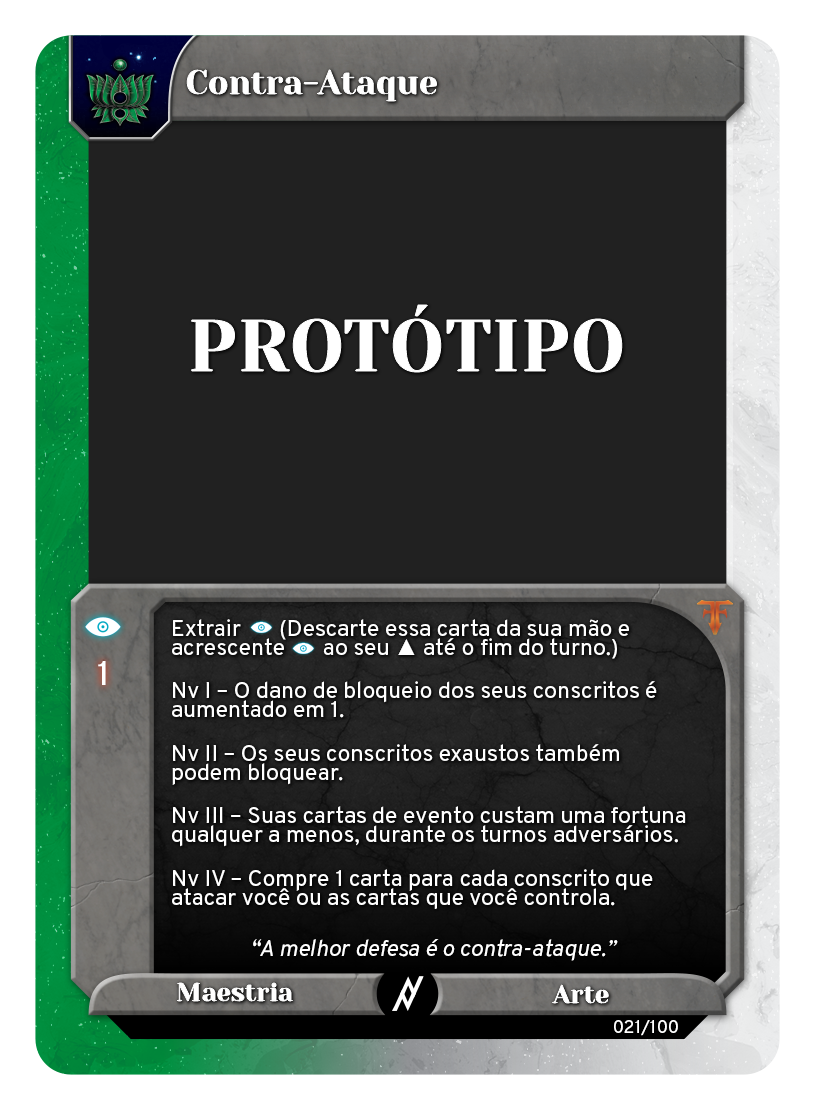 Contra-Ataque
PROTÓTIPO
1
Extrair (Descarte essa carta da sua mão e
acrescente ao seu ▲ até o fim do turno.)
Nv I – O dano de bloqueio dos seus conscritos é
aumentado em 1.
Nv II – Os seus conscritos exaustos também
podem bloquear.
Nv III – Suas cartas de evento custam uma fortuna
qualquer a menos, durante os turnos adversários.
Nv IV – Compre 1 carta para cada conscrito que
atacar você ou as cartas que você controla.
“A melhor defesa é o contra-ataque.”
Maestria
Arte
021/100